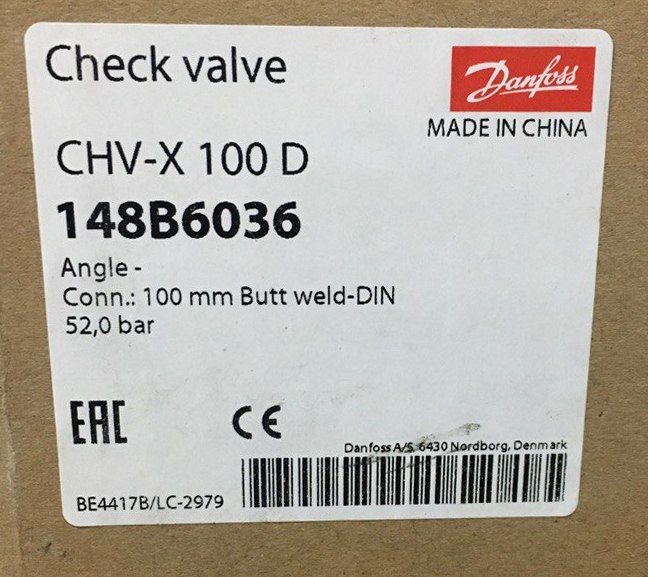 Check valve
Danfoss
MADE IN CHINA
CHV-X 100 D
148B6036
Angle -
Conn.: 100 mm Butt weld-DIN
52,0 bar
EAC
CE
Danfoss A/S, 6430 Nordborg, Denmark
BE4417B/LC-2979